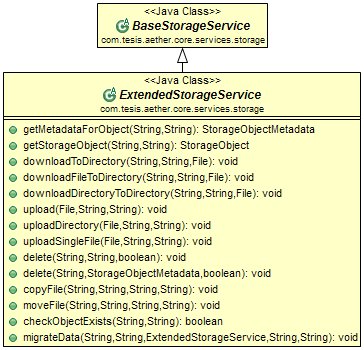 <<Java Class>>
BaseStorageService
com.tesis.aether.core.services.storage
<<Java Class>>
ExtendedStorageService
com.tesis.aether.core.services.storage
getMetadataForObject(String,String): StorageObjectMetadata
getStorageObject(String,String): StorageObject
downloadToDirectory(String,String,File): void
downloadFileToDirectory(String,String,File): void
downloadDirectoryToDirectory(String,String,File): void
upload(File,String,String): void
uploadDirectory(File,String,String): void
uploadSingleFile(File,String,String): void
delete(String,String,boolean): void
delete(String,StorageObjectMetadata,boolean): void
copyFile(String,String,String,String): void
moveFile(String,String,String,String): void
checkObjectExists(String,String): boolean
migrateData(String,String,ExtendedStorageService,String,String): void